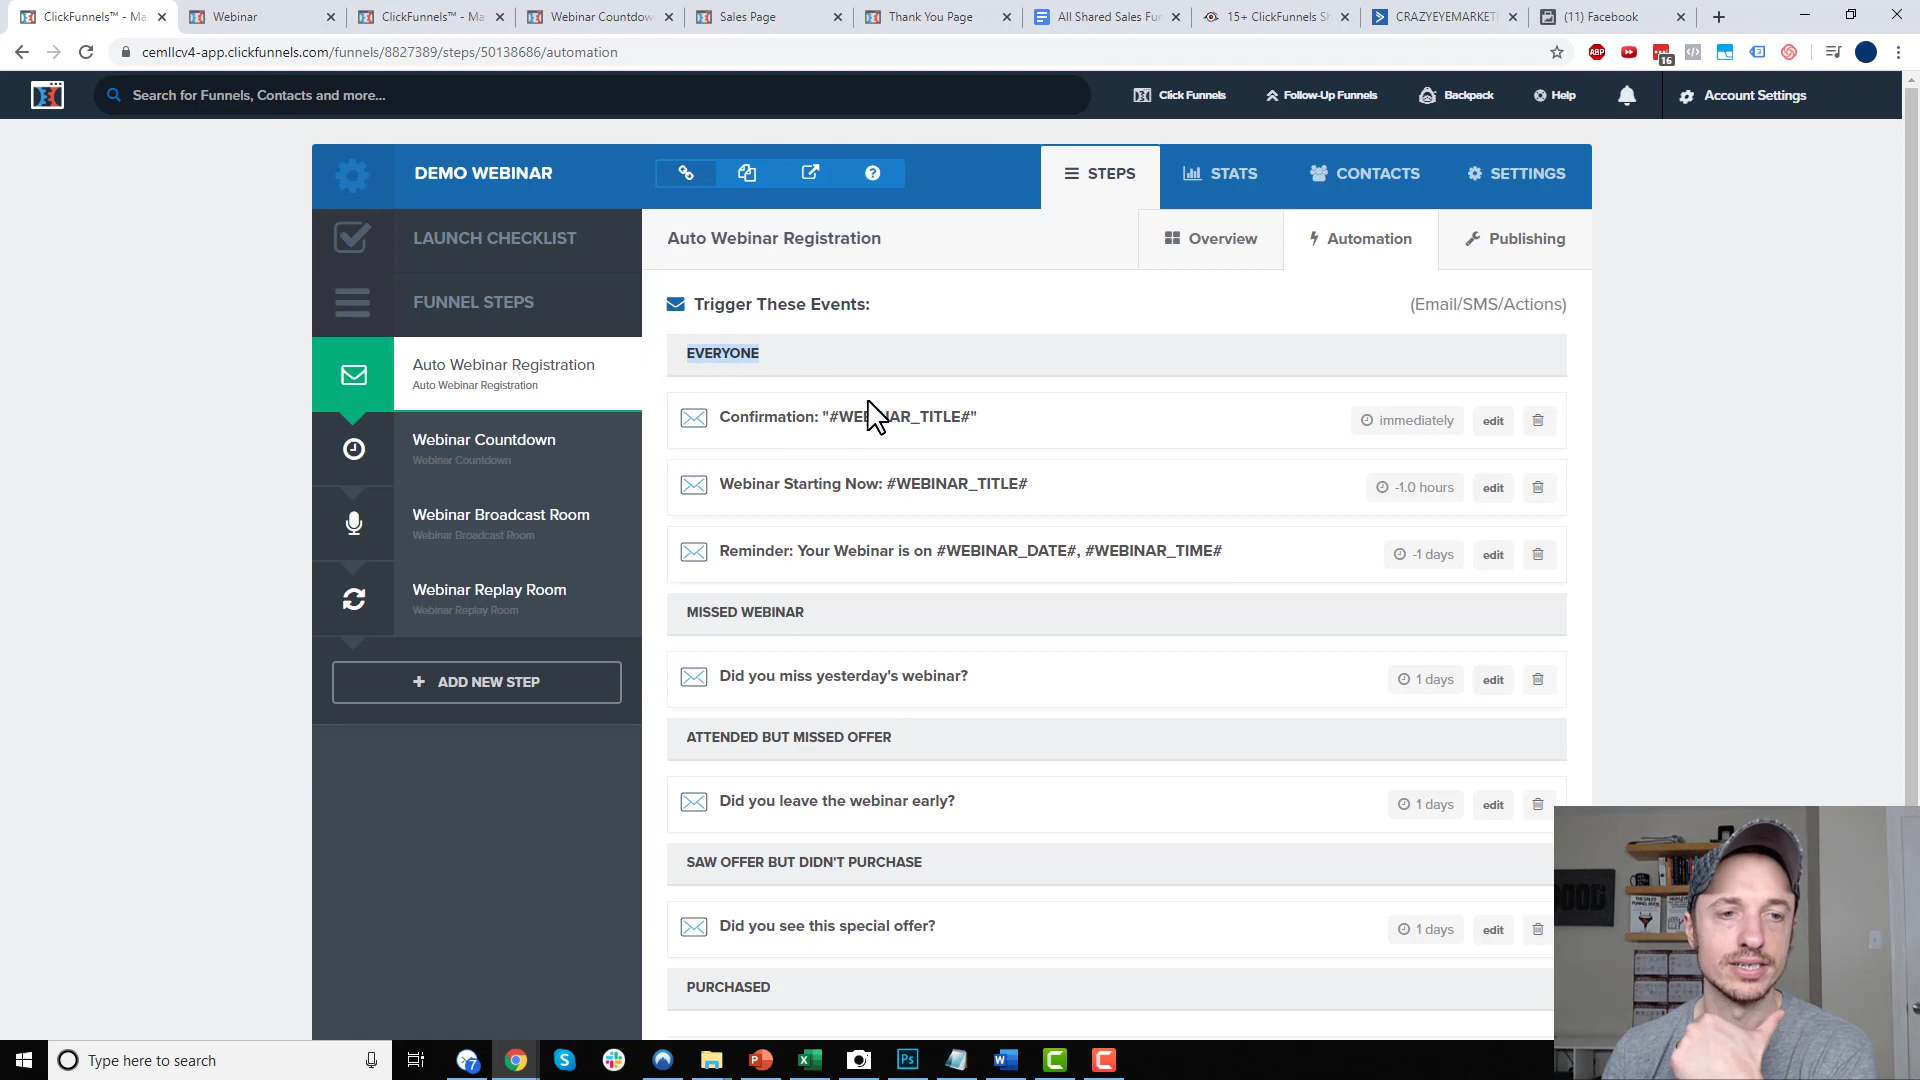 ClickFunnels™ - Ma
Webinar
ClickFunnels™ - Ma
Webinar Countdow
Sales Page
Thank You Page
All Shared Sales Fu
15+ ClickFunnels Sh
CRAZYEYEMARKET
(11) Facebook
cemllcv4-app.clickfunnels.com/funnels/8827389/steps/50138686/automation
ABP
16
Search for Funnels, Contacts and more...
Click Funnels
Follow-Up Funnels
Backpack
Help
Account Settings
DEMO WEBINAR
STEPS
STATS
CONTACTS
SETTINGS
LAUNCH CHECKLIST
Auto Webinar Registration
Overview
Automation
Publishing
FUNNEL STEPS
Trigger These Events:
(Email/SMS/Actions)
EVERYONE
Auto Webinar Registration
Auto Webinar Registration
Confirmation: "#WEBINAR_TITLE#"
immediately
edit
Webinar Countdown
Webinar Countdown
Webinar Starting Now: #WEBINAR_TITLE#
-1.0 hours
edit
Webinar Broadcast Room
Webinar Broadcast Room
Reminder: Your Webinar is on #WEBINAR_DATE#, #WEBINAR_TIME#
-1 days
edit
Webinar Replay Room
Webinar Replay Room
MISSED WEBINAR
ADD NEW STEP
Did you miss yesterday's webinar?
1 days
edit
ATTENDED BUT MISSED OFFER
Did you leave the webinar early?
1 days
edit
SAW OFFER BUT DIDN'T PURCHASE
Did you see this special offer?
1 days
edit
PURCHASED
Type here to search
7